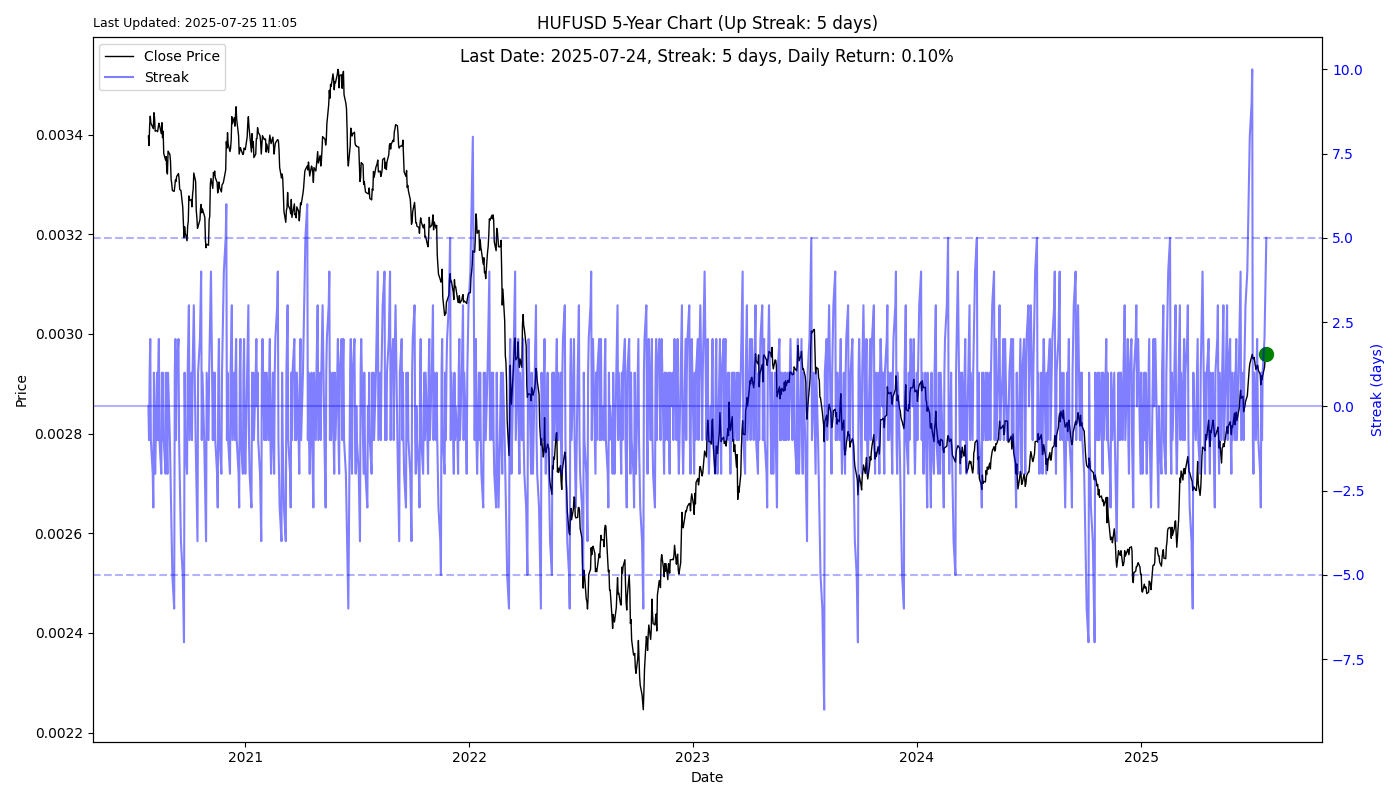 Last Updated: 2025-07-25 11:05
HUFUSD 5-Year Chart (Up Streak: 5 days)
Last Date: 2025-07-24, Streak: 5 days, Daily Return: 0.10%
Close Price
Streak
0.0034
0.0032
0.0030
0.0028
0.0026
0.0024
0.0022
Price
10.0
7.5
5.0
2.5
0.0
−2.5
−5.0
−7.5
Streak (days)
2021
2022
2023
2024
2025
Date